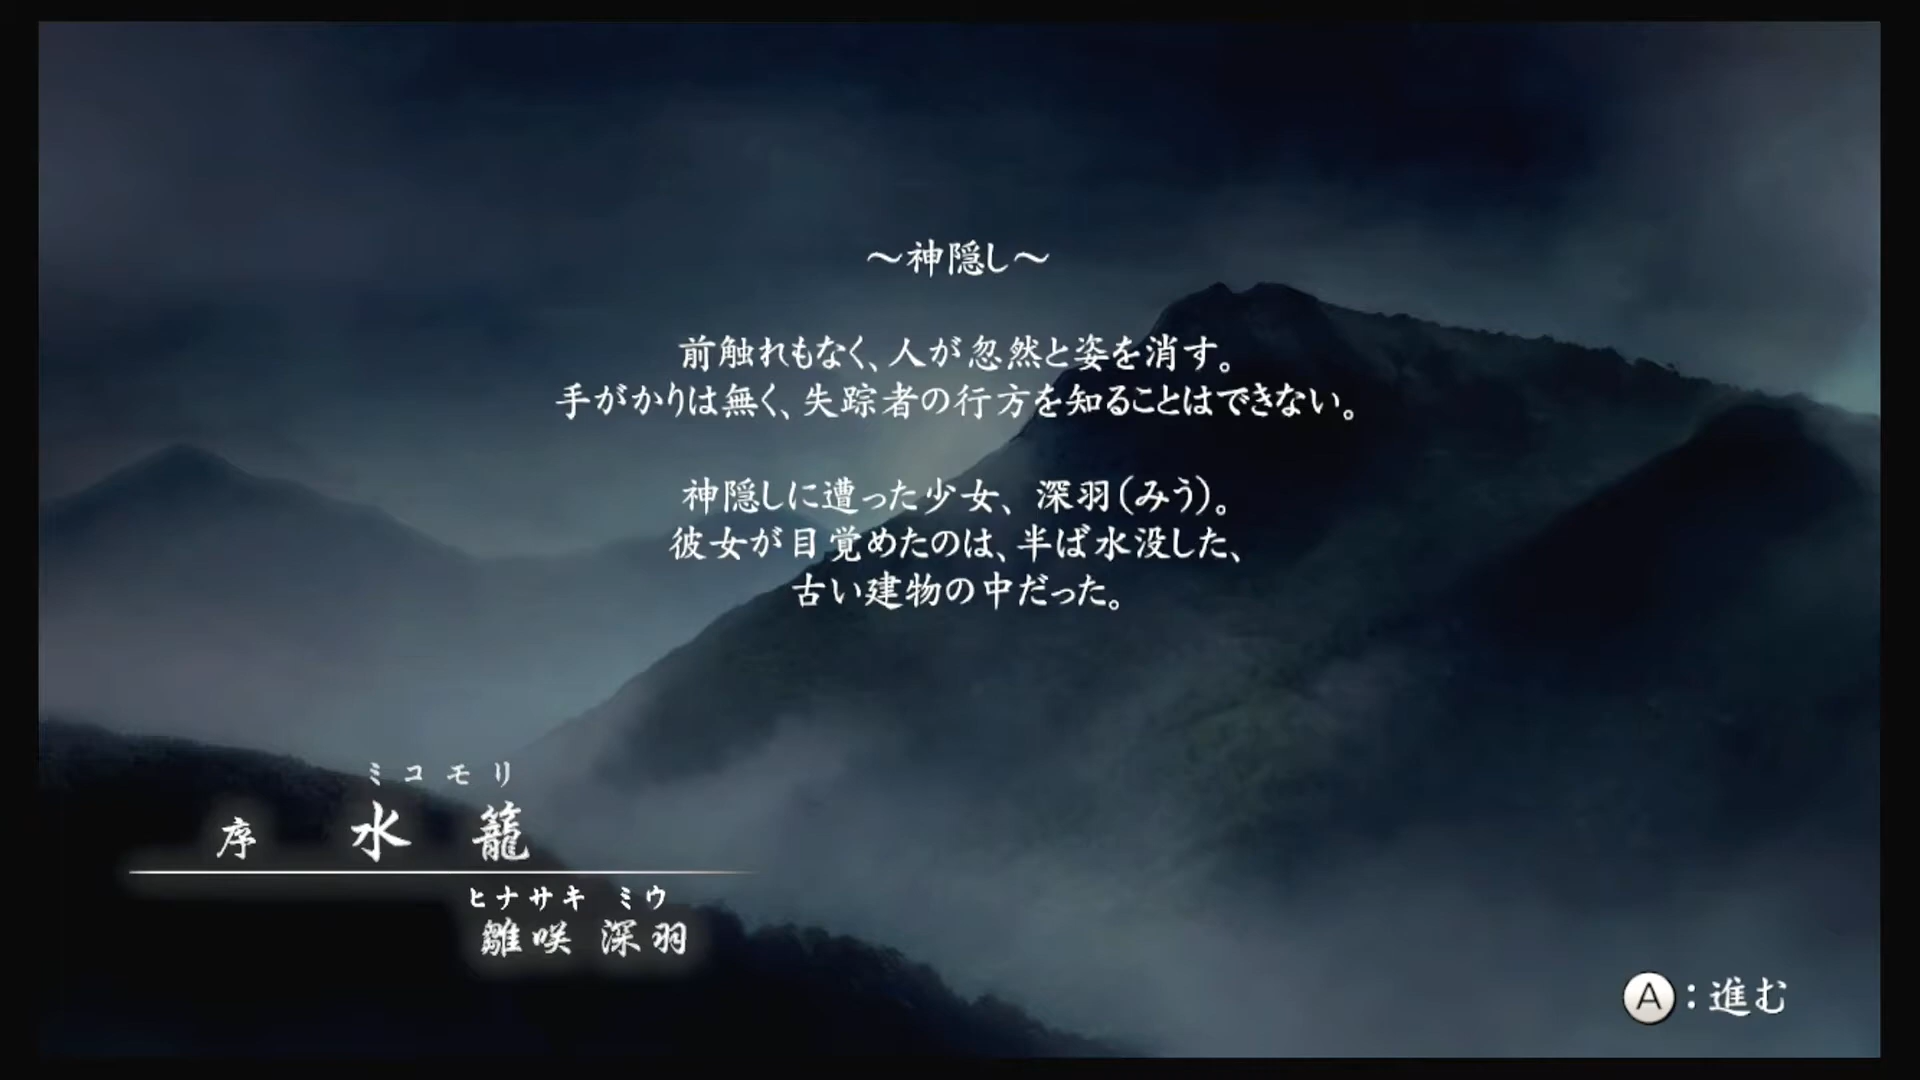 ～神隠し～
前触れもなく、人が忽然と姿を消す。
手がかりは無く、失踪者の行方を知ることはできない。
神隠しに遭った少女、深羽(みう)。
彼女が目覚めたのは、半ば水没した、
古い建物の中だった。
ミコモリ
序 水籠
ヒナサキ ミウ
雛咲 深羽
Ⓐ：進む